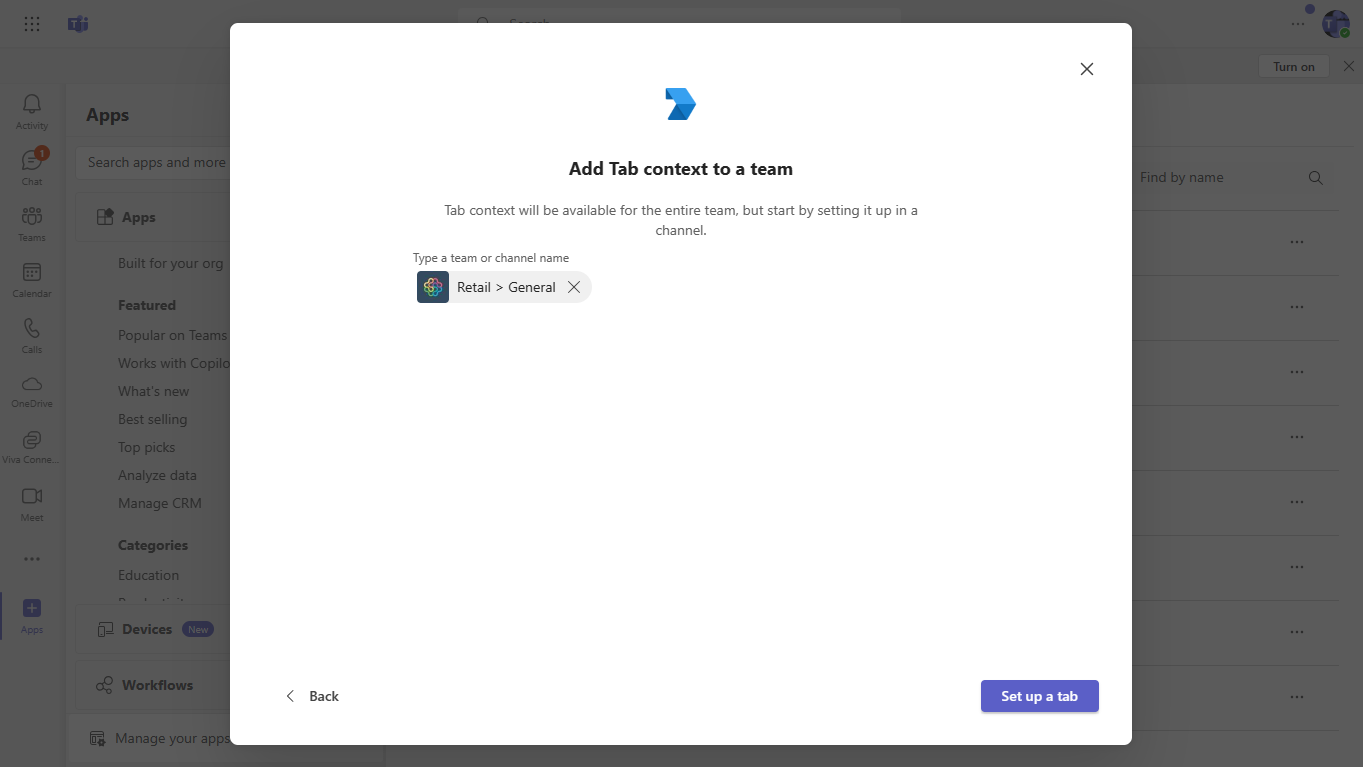 Search
Turn on
Activity
1
Chat
Teams
Calendar
Calls
OneDrive
Viva Conne...
Meet
Apps
Apps
Search apps and more
Apps
Built for your org
Featured
Popular on Teams
Works with Copilo
What's new
Best selling
Top picks
Analyze data
Manage CRM
Categories
Education
Productivit
Devices New
Workflows
Manage your apps
Add Tab context to a team
Tab context will be available for the entire team, but start by setting it up in a
channel.
Type a team or channel name
Retail > General
Back
Set up a tab
Find by name